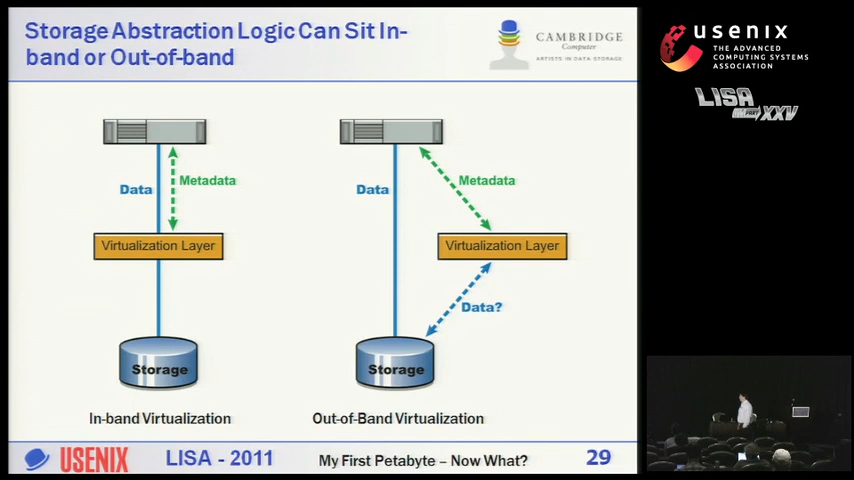 Storage Abstraction Logic Can Sit In-
band or Out-of-band
CAMBRIDGE
Computer
ARTISTS IN DATA STORAGE
usenix
THE ADVANCED
COMPUTING SYSTEMS
ASSOCIATION
LISA
XXV
Data
Metadata
Virtualization Layer
Storage
In-band Virtualization
Data
Metadata
Virtualization Layer
Data?
Storage
Out-of-Band Virtualization
USENIX
LISA - 2011
My First Petabyte – Now What?
29